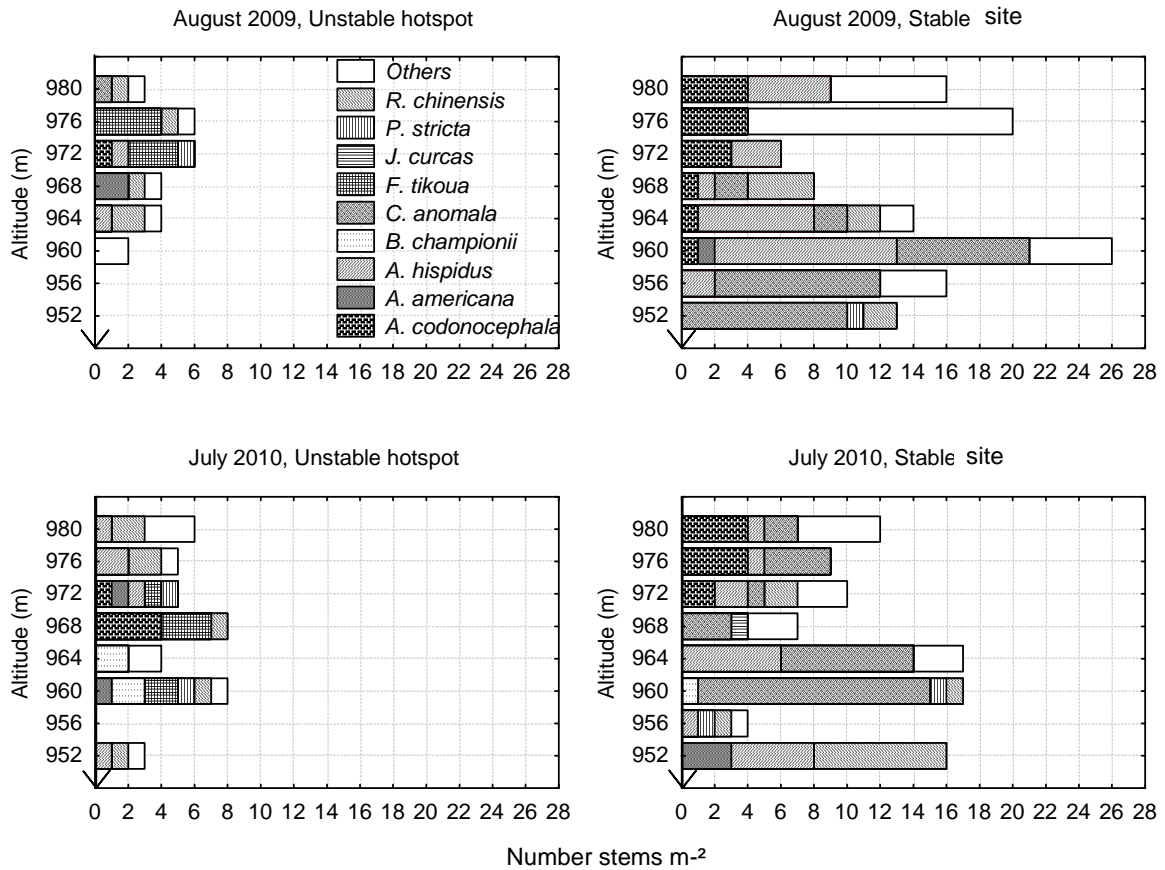 August 2009, Unstable hotspot
August 2009, Stable site
Altitude (m)
980
976
972
968
964
960
956
952
0 2 4 6 8 10 12 14 16 18 20 22 24 26 28
Others
R. chinensis
P. stricta
J. curcas
F. tikoua
C. anomala
B. championii
A. hispidus
A. americana
A. codonocephala
Altitude (m)
980
976
972
968
964
960
956
952
0 2 4 6 8 10 12 14 16 18 20 22 24 26 28
July 2010, Unstable hotspot
July 2010, Stable site
Altitude (m)
980
976
972
968
964
960
956
952
0 2 4 6 8 10 12 14 16 18 20 22 24 26 28
Altitude (m)
980
976
972
968
964
960
956
952
0 2 4 6 8 10 12 14 16 18 20 22 24 26 28
Number stems m-²